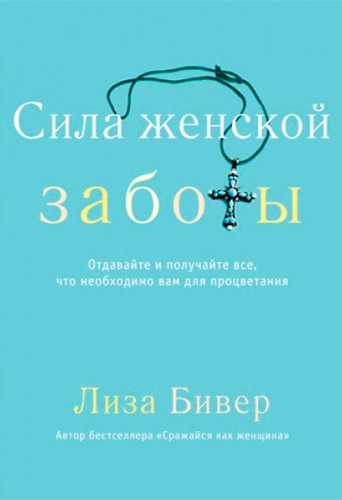 Сила женской
заботы
Отдавайте и получайте все,
что необходимо вам для процветания
Лиза Бивер
Автор бестселлера «Сражайся как женщина»